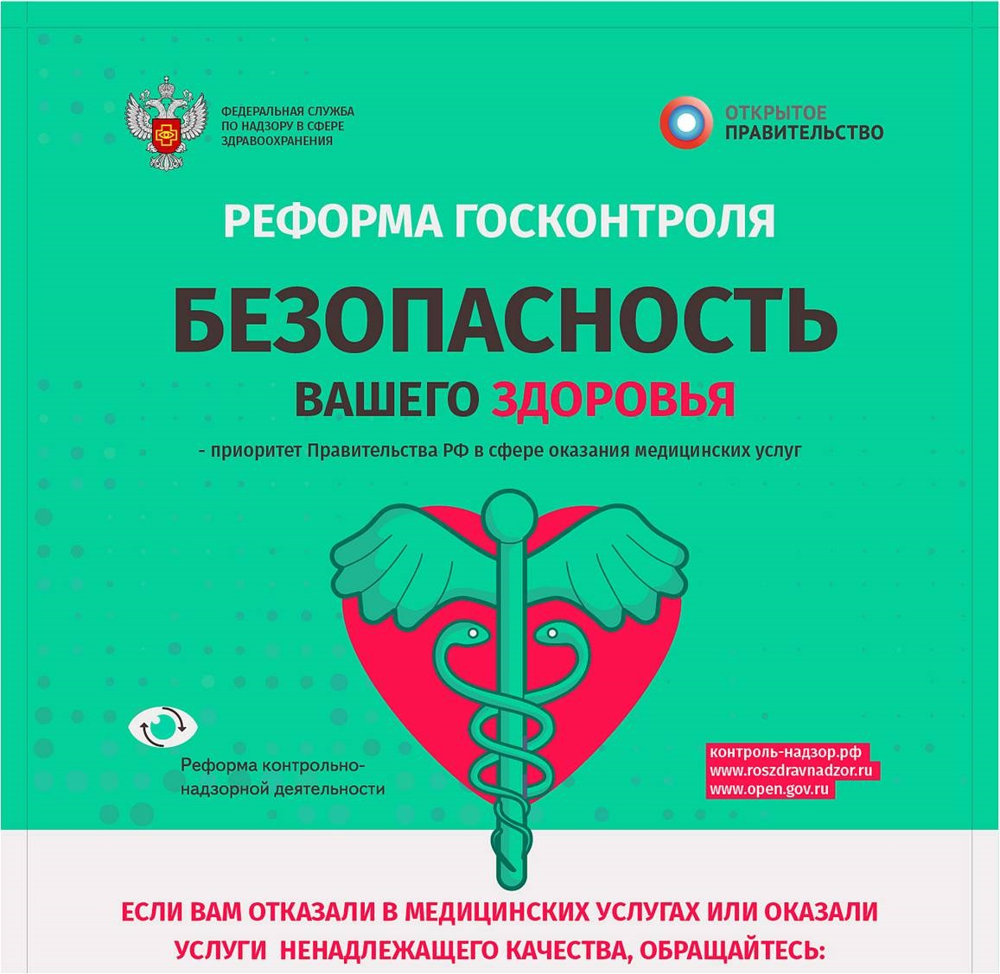 ФЕДЕРАЛЬНАЯ СЛУЖБА
ПО НАДЗОРУ В СФЕРЕ
ЗДРАВООХРАНЕНИЯ
ОТКРЫТОЕ
ПРАВИТЕЛЬСТВО
РЕФОРМА ГОСКОНТРОЛЯ
БЕЗОПАСНОСТЬ
ВАШЕГО ЗДОРОВЬЯ
- приоритет Правительства РФ в сфере оказания медицинских услуг
Реформа контрольно-
надзорной деятельности
контроль-надзор.рф
www.roszdravnadzor.ru
www.open.gov.ru
ЕСЛИ ВАМ ОТКАЗАЛИ В МЕДИЦИНСКИХ УСЛУГАХ ИЛИ ОКАЗАЛИ
УСЛУГИ НЕНАДЛЕЖАЩЕГО КАЧЕСТВА, ОБРАЩАЙТЕСЬ: